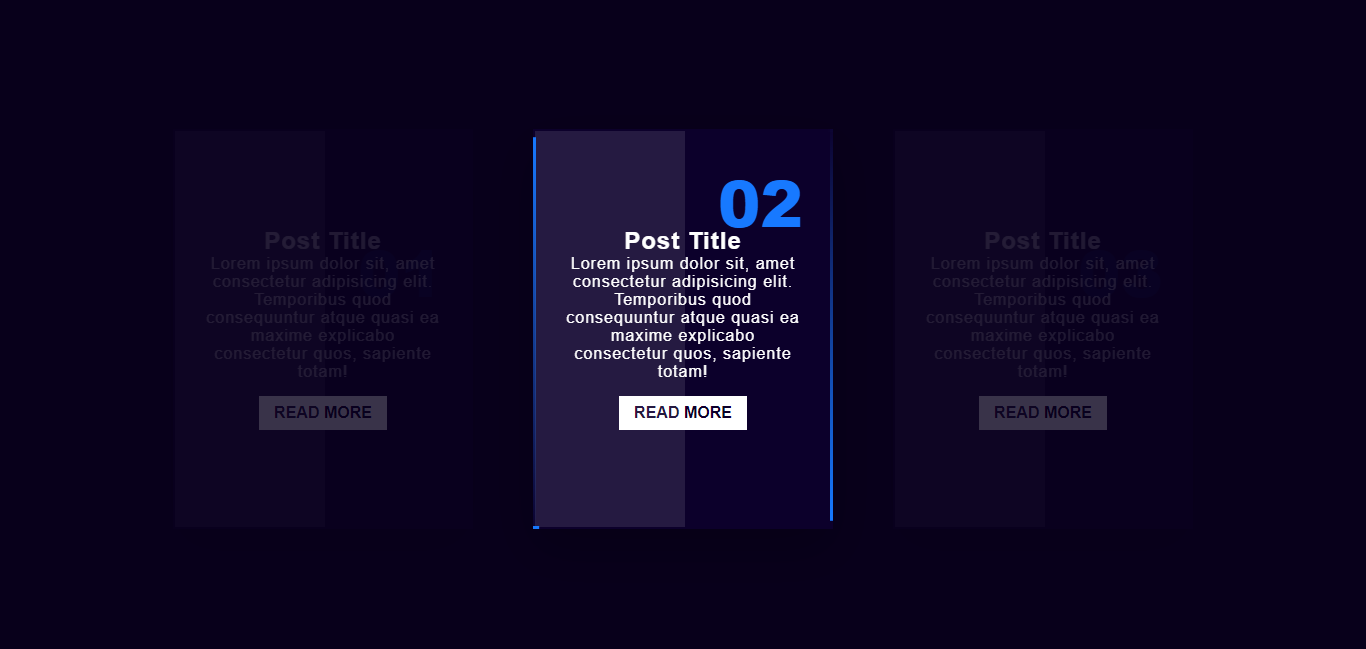 Post Title
Lorem ipsum dolor sit, amet
consectetur adipisicing elit.
Temporibus quod
consequuntur atque quasi ea
maxime explicabo
consectetur quos, sapiente
totam!
READ MORE
02
Post Title
Lorem ipsum dolor sit, amet
consectetur adipisicing elit.
Temporibus quod
consequuntur atque quasi ea
maxime explicabo
consectetur quos, sapiente
totam!
READ MORE
Post Title
Lorem ipsum dolor sit, amet
consectetur adipisicing elit.
Temporibus quod
consequuntur atque quasi ea
maxime explicabo
consectetur quos, sapiente
totam!
READ MORE